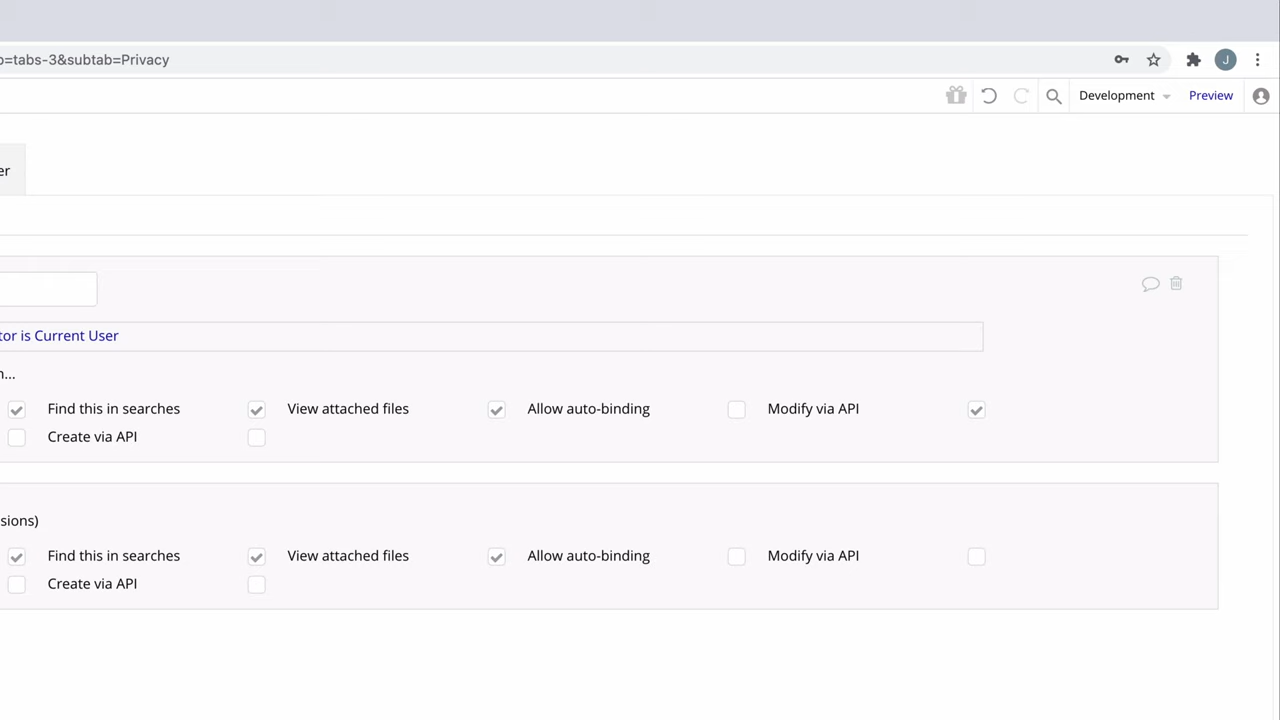 o=tabs-3&subtab=Privacy
J
Development Preview
er
tor is Current User
n...
Find this in searches View attached files Allow auto-binding Modify via API
Create via API
sions)
Find this in searches View attached files Allow auto-binding Modify via API
Create via API